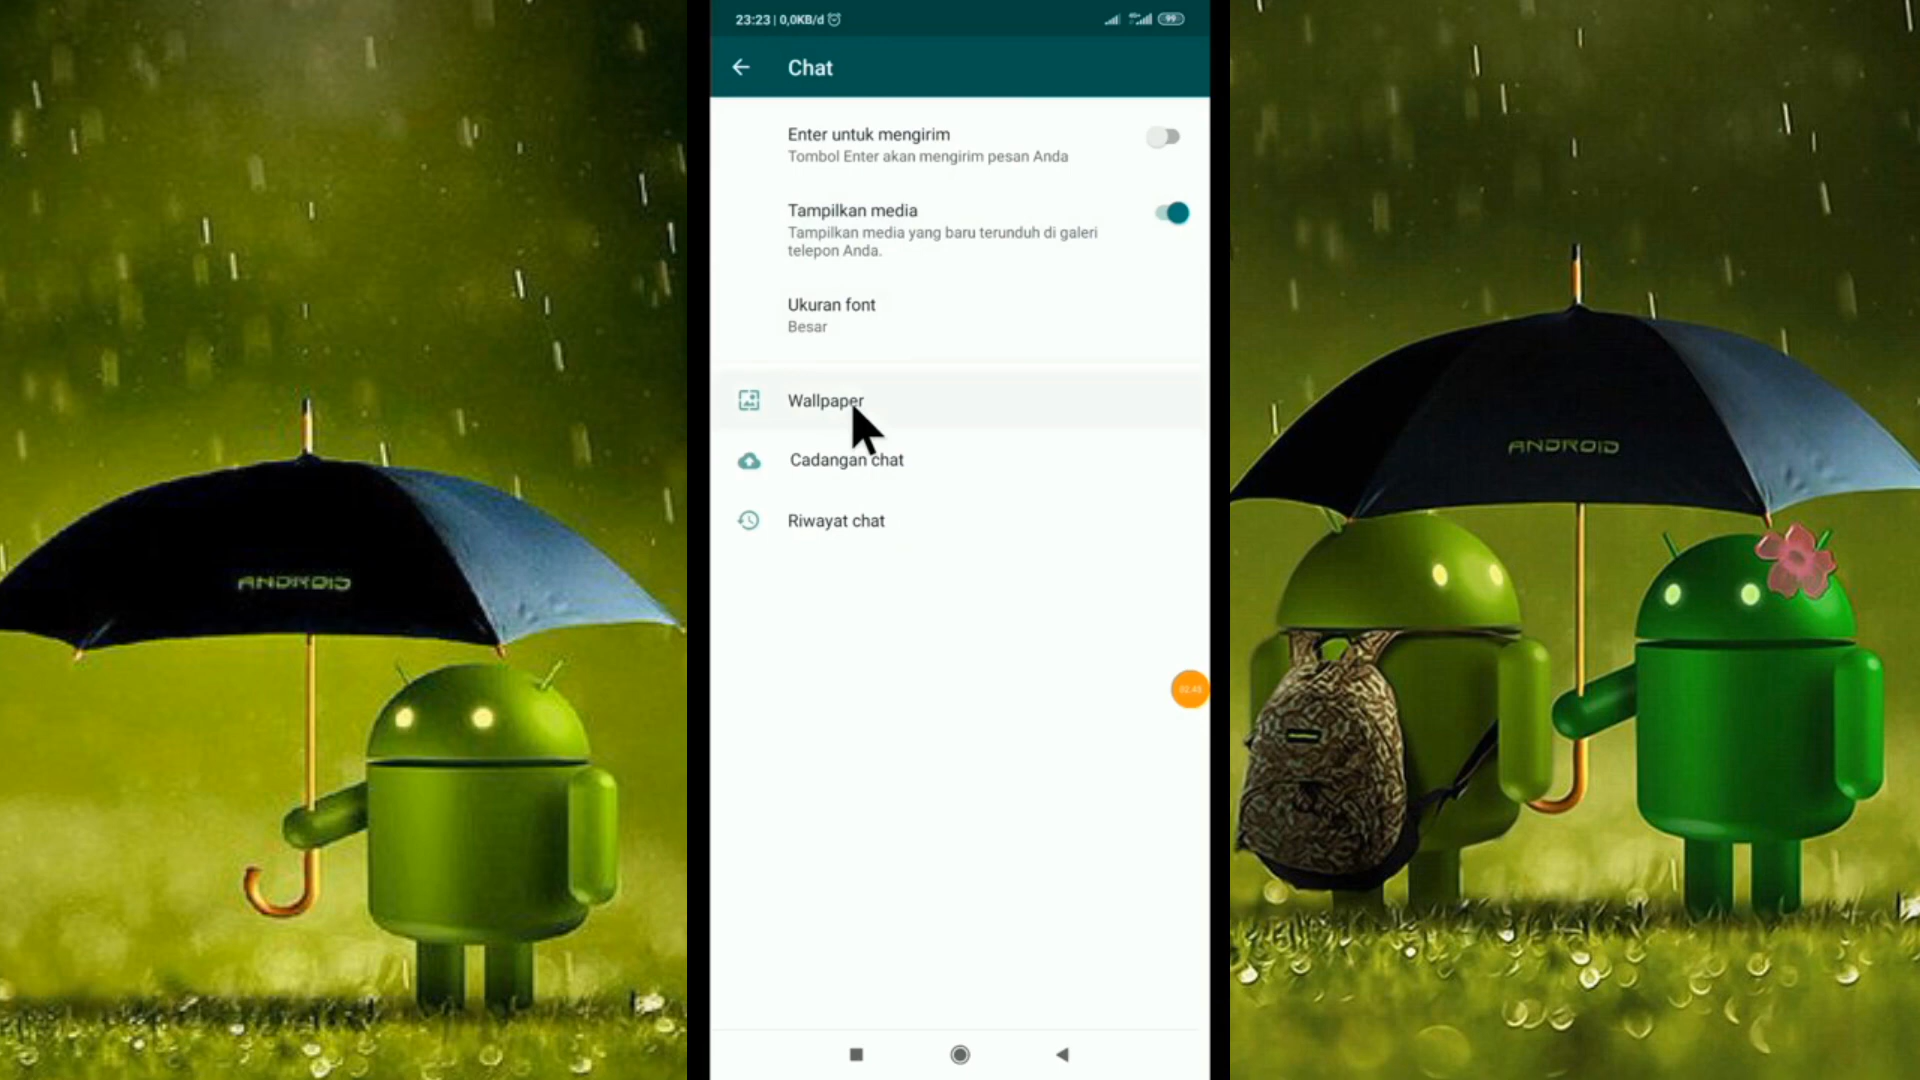 23:23 | 0,0KB/d
99
Chat
Enter untuk mengirim
Tombol Enter akan mengirim pesan Anda
Tampilkan media
Tampilkan media yang baru terunduh di galeri
telepon Anda.
Ukuran font
Besar
Wallpaper
Cadangan chat
Riwayat chat
ANDROID
ANDROID